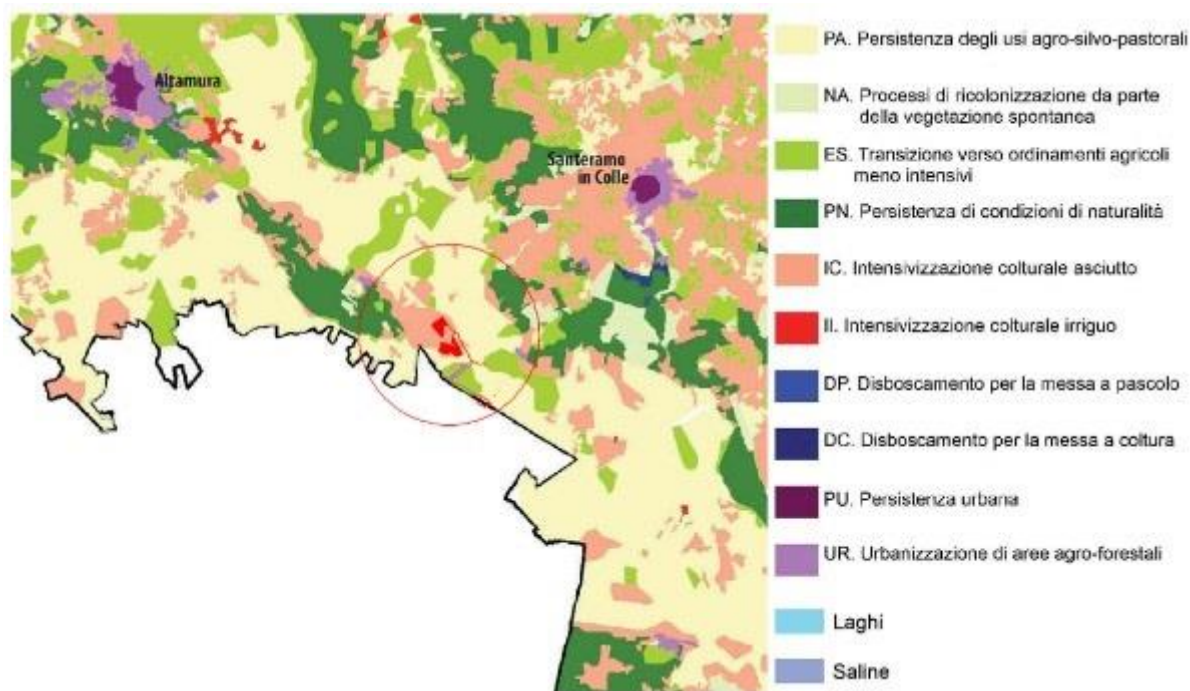 Altamura
Santeramo
in Colle
PA. Persistenza degli usi agro-silvo-pastorali
NA. Processi di ricolonizzazione da parte
della vegetazione spontanea
ES. Transizione verso ordinamenti agricoli
meno intensivi
PN. Persistenza di condizioni di naturalità
IC. Intensivizzazione colturale asciutto
II. Intensivizzazione colturale irriguo
DP. Disboscamento per la messa a pascolo
DC. Disboscamento per la messa a coltura
PU. Persistenza urbana
UR. Urbanizzazione di aree agro-forestali
Laghi
Saline